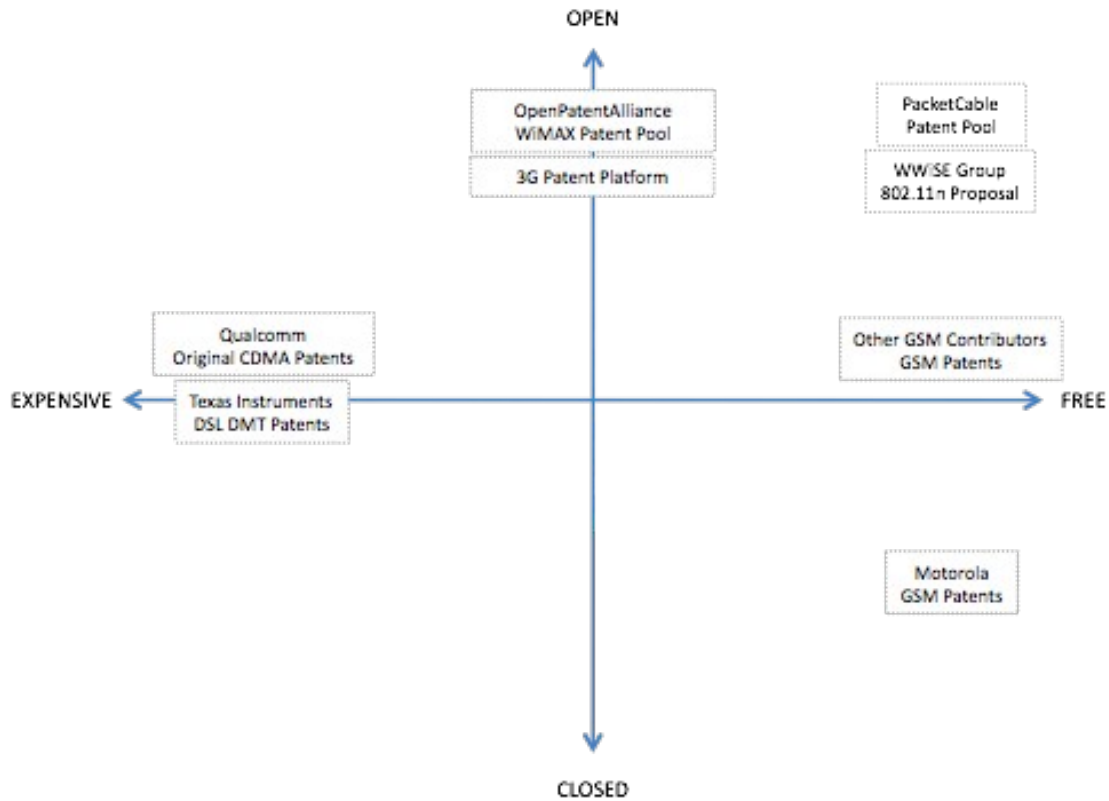 OPEN
OpenPatentAlliance
WiMAX Patent Pool
PacketCable
Patent Pool
3G Patent Platform
WWiSE Group
802.11n Proposal
Qualcomm
Original CDMA Patents
Other GSM Contributors
GSM Patents
EXPENSIVE
Texas Instruments
DSL DMT Patents
FREE
Motorola
GSM Patents
CLOSED